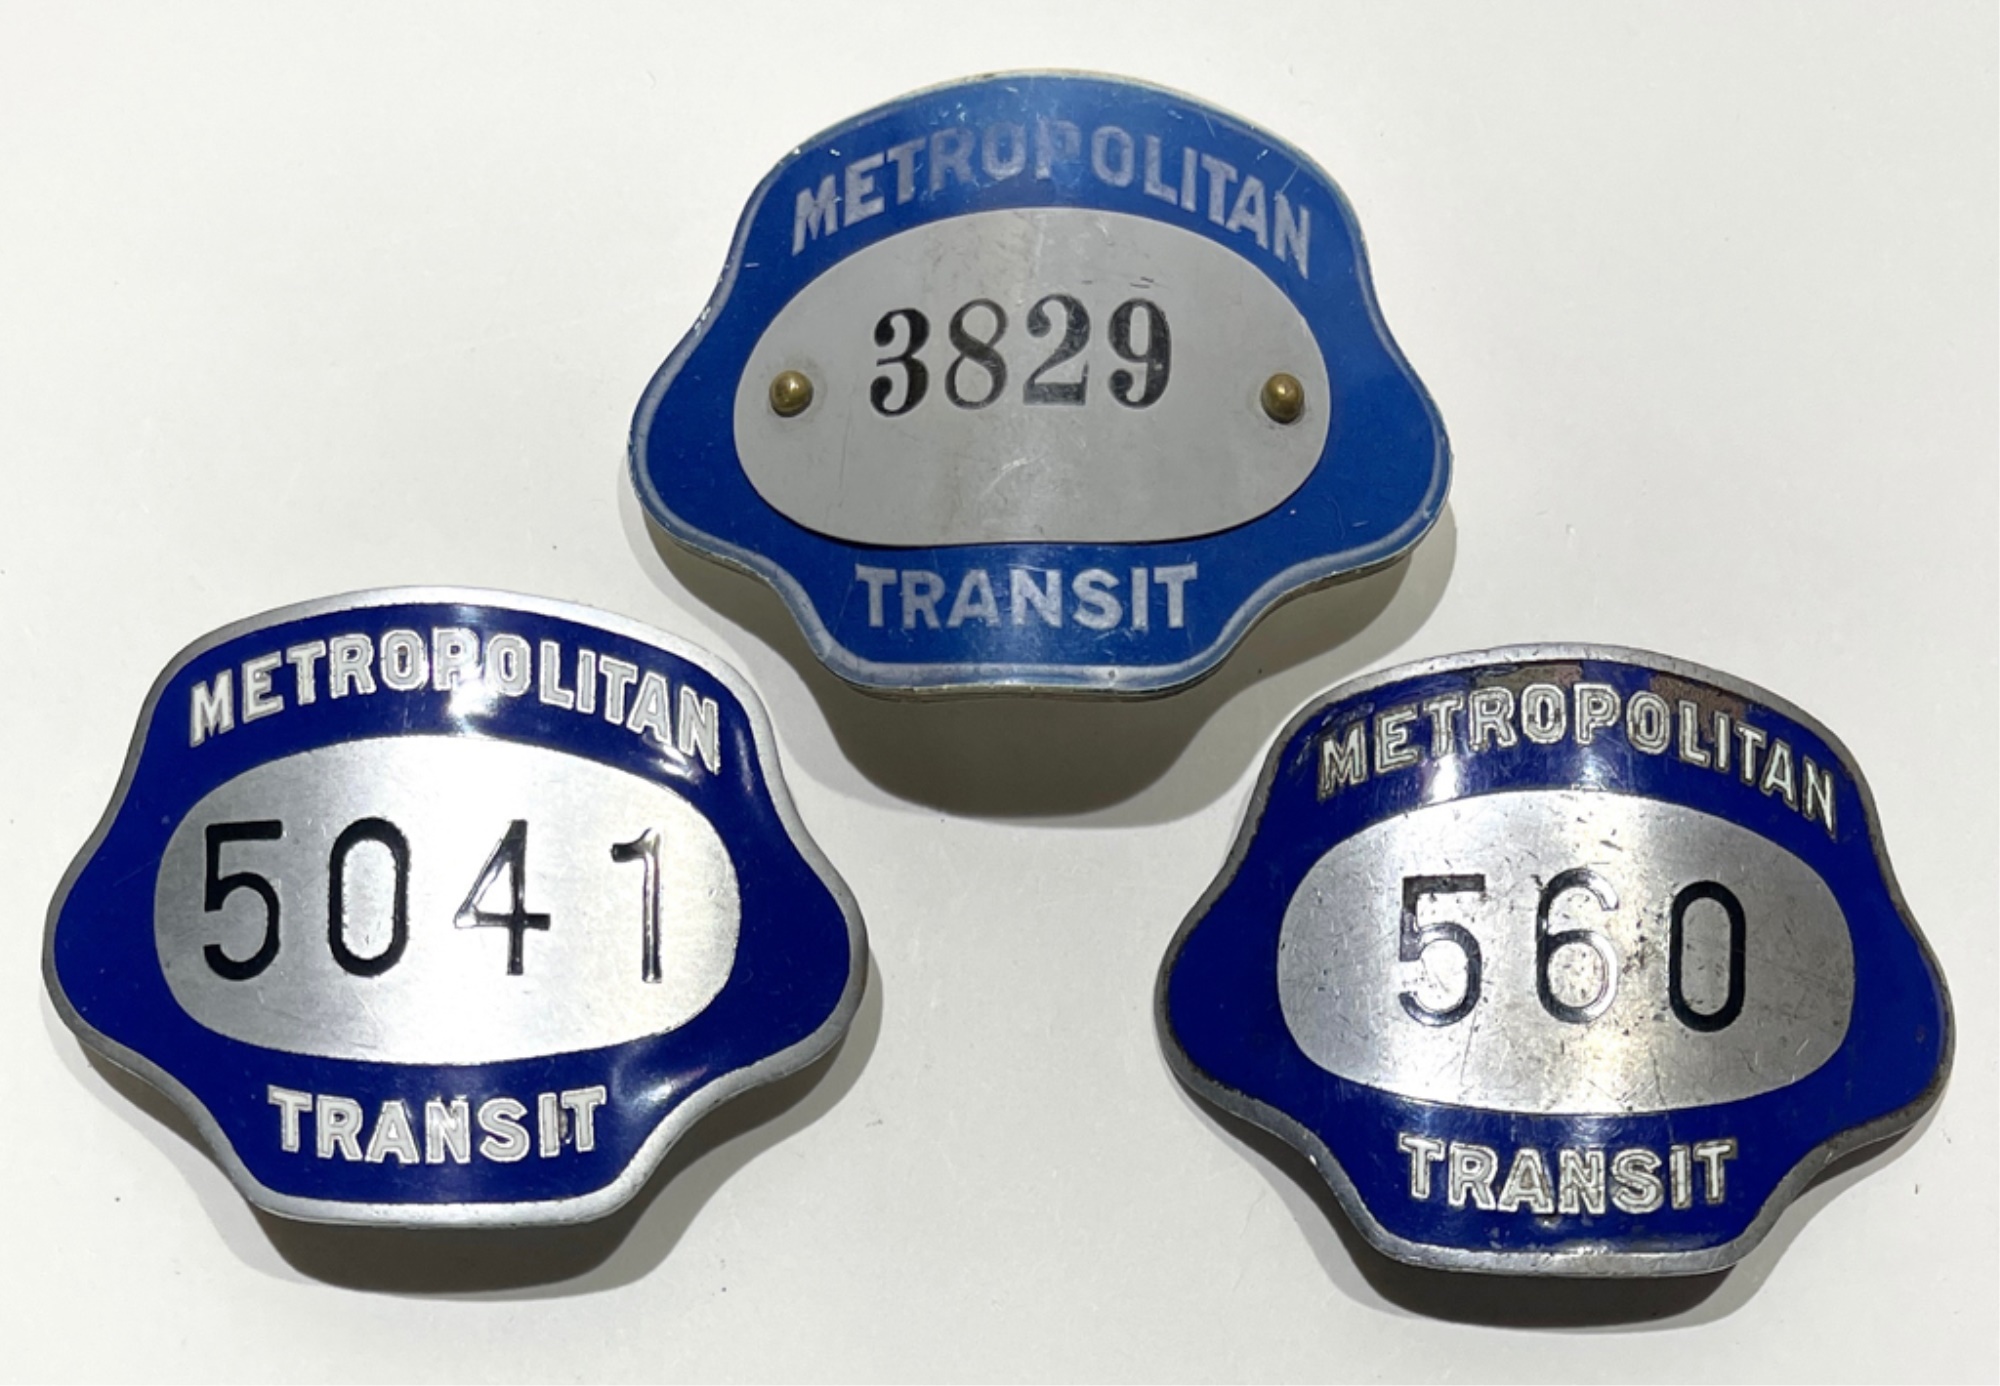 METROPOLITAN
3829
TRANSIT
METROPOLITAN
5041
TRANSIT
METROPOLITAN
560
TRANSIT